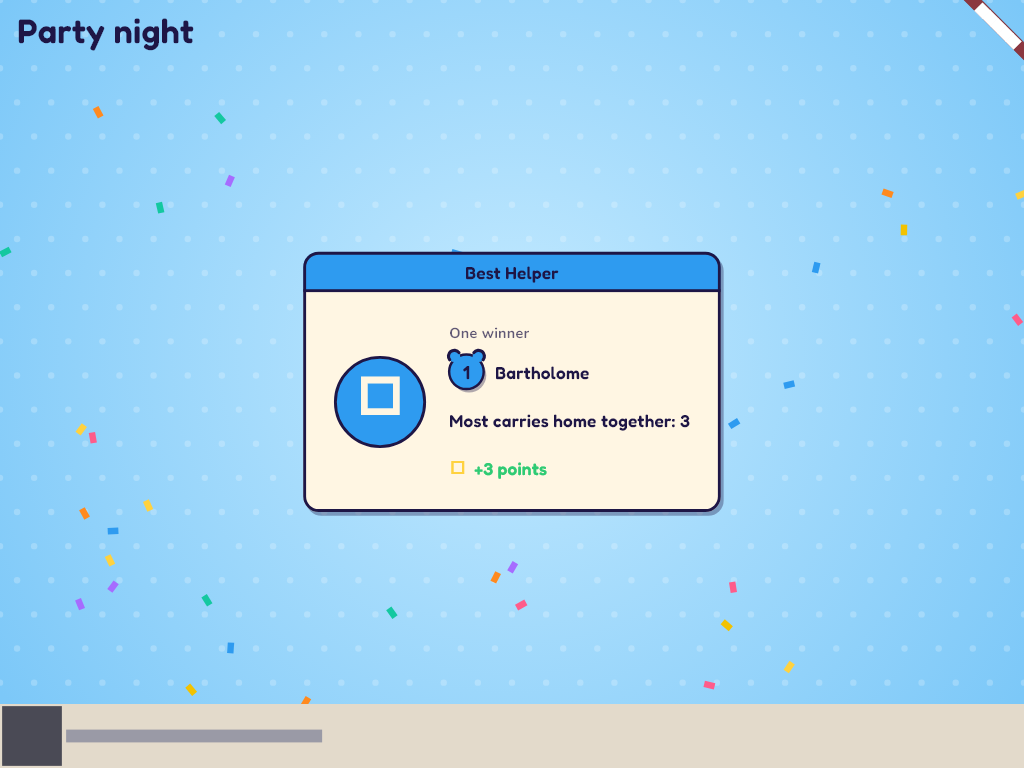 Party night
Best Helper
One winner
1 Bartholome
Most carries home together: 3
+3 points